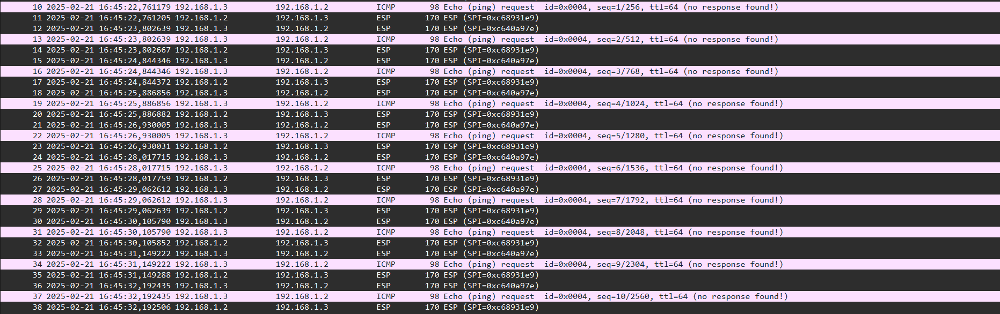 10 2025-02-21 16:45:22,761179 192.168.1.3 192.168.1.2 ICMP 98 Echo (ping) request id=0x0004, seq=1/256, ttl=64 (no response found!)
11 2025-02-21 16:45:22,761205 192.168.1.2 192.168.1.3 ESP 170 ESP (SPI=0xc68931e9)
12 2025-02-21 16:45:23,802639 192.168.1.3 192.168.1.2 ESP 170 ESP (SPI=0xc640a97e)
13 2025-02-21 16:45:23,802639 192.168.1.3 192.168.1.2 ICMP 98 Echo (ping) request id=0x0004, seq=2/512, ttl=64 (no response found!)
14 2025-02-21 16:45:23,802667 192.168.1.2 192.168.1.3 ESP 170 ESP (SPI=0xc68931e9)
15 2025-02-21 16:45:24,844346 192.168.1.3 192.168.1.2 ESP 170 ESP (SPI=0xc640a97e)
16 2025-02-21 16:45:24,844346 192.168.1.3 192.168.1.2 ICMP 98 Echo (ping) request id=0x0004, seq=3/768, ttl=64 (no response found!)
17 2025-02-21 16:45:24,844372 192.168.1.2 192.168.1.3 ESP 170 ESP (SPI=0xc68931e9)
18 2025-02-21 16:45:25,886856 192.168.1.3 192.168.1.2 ESP 170 ESP (SPI=0xc640a97e)
19 2025-02-21 16:45:25,886856 192.168.1.3 192.168.1.2 ICMP 98 Echo (ping) request id=0x0004, seq=4/1024, ttl=64 (no response found!)
20 2025-02-21 16:45:25,886882 192.168.1.2 192.168.1.3 ESP 170 ESP (SPI=0xc68931e9)
21 2025-02-21 16:45:26,930005 192.168.1.3 192.168.1.2 ESP 170 ESP (SPI=0xc640a97e)
22 2025-02-21 16:45:26,930005 192.168.1.3 192.168.1.2 ICMP 98 Echo (ping) request id=0x0004, seq=5/1280, ttl=64 (no response found!)
23 2025-02-21 16:45:26,930031 192.168.1.2 192.168.1.3 ESP 170 ESP (SPI=0xc68931e9)
24 2025-02-21 16:45:28,017715 192.168.1.3 192.168.1.2 ESP 170 ESP (SPI=0xc640a97e)
25 2025-02-21 16:45:28,017715 192.168.1.3 192.168.1.2 ICMP 98 Echo (ping) request id=0x0004, seq=6/1536, ttl=64 (no response found!)
26 2025-02-21 16:45:28,017759 192.168.1.2 192.168.1.3 ESP 170 ESP (SPI=0xc68931e9)
27 2025-02-21 16:45:29,062612 192.168.1.3 192.168.1.2 ESP 170 ESP (SPI=0xc640a97e)
28 2025-02-21 16:45:29,062612 192.168.1.3 192.168.1.2 ICMP 98 Echo (ping) request id=0x0004, seq=7/1792, ttl=64 (no response found!)
29 2025-02-21 16:45:29,062639 192.168.1.2 192.168.1.3 ESP 170 ESP (SPI=0xc68931e9)
30 2025-02-21 16:45:30,105790 192.168.1.3 192.168.1.2 ESP 170 ESP (SPI=0xc640a97e)
31 2025-02-21 16:45:30,105790 192.168.1.3 192.168.1.2 ICMP 98 Echo (ping) request id=0x0004, seq=8/2048, ttl=64 (no response found!)
32 2025-02-21 16:45:30,105852 192.168.1.2 192.168.1.3 ESP 170 ESP (SPI=0xc68931e9)
33 2025-02-21 16:45:31,149222 192.168.1.3 192.168.1.2 ESP 170 ESP (SPI=0xc640a97e)
34 2025-02-21 16:45:31,149222 192.168.1.3 192.168.1.2 ICMP 98 Echo (ping) request id=0x0004, seq=9/2304, ttl=64 (no response found!)
35 2025-02-21 16:45:31,149288 192.168.1.2 192.168.1.3 ESP 170 ESP (SPI=0xc68931e9)
36 2025-02-21 16:45:32,192435 192.168.1.3 192.168.1.2 ESP 170 ESP (SPI=0xc640a97e)
37 2025-02-21 16:45:32,192435 192.168.1.3 192.168.1.2 ICMP 98 Echo (ping) request id=0x0004, seq=10/2560, ttl=64 (no response found!)
38 2025-02-21 16:45:32,192506 192.168.1.2 192.168.1.3 ESP 170 ESP (SPI=0xc68931e9)